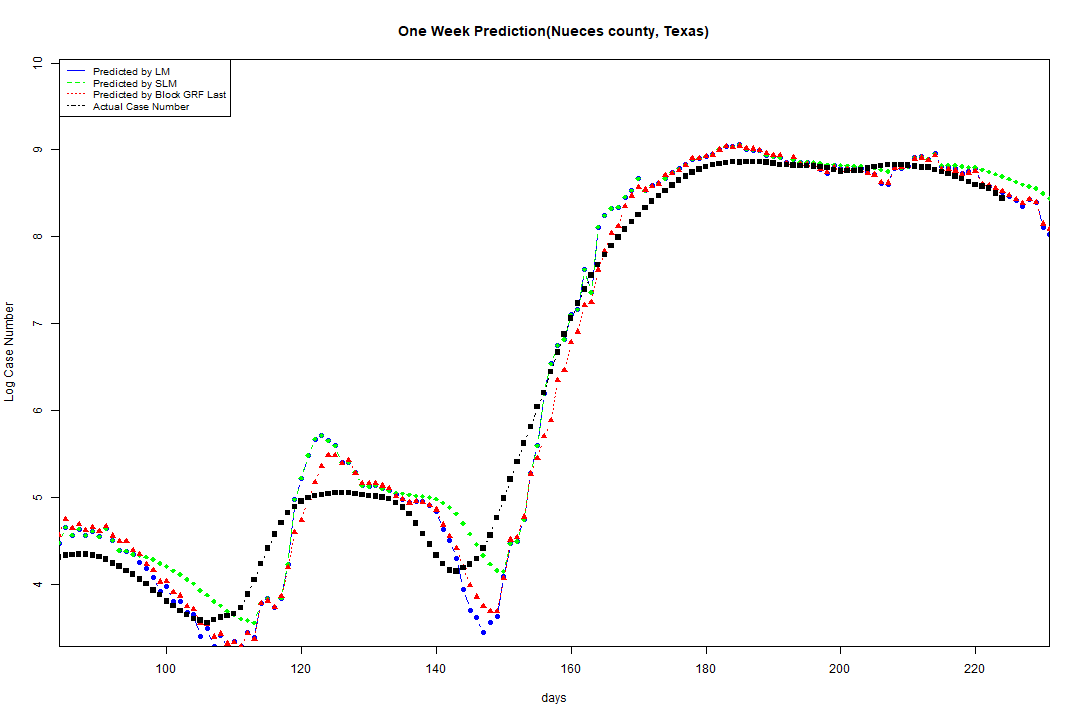 One Week Prediction(Nueces county, Texas)
Predicted by LM
Predicted by SLM
Predicted by Block GRF Last
Actual Case Number
Log Case Number
10
9
8
7
6
5
4
100 120 140 160 180 200 220
days